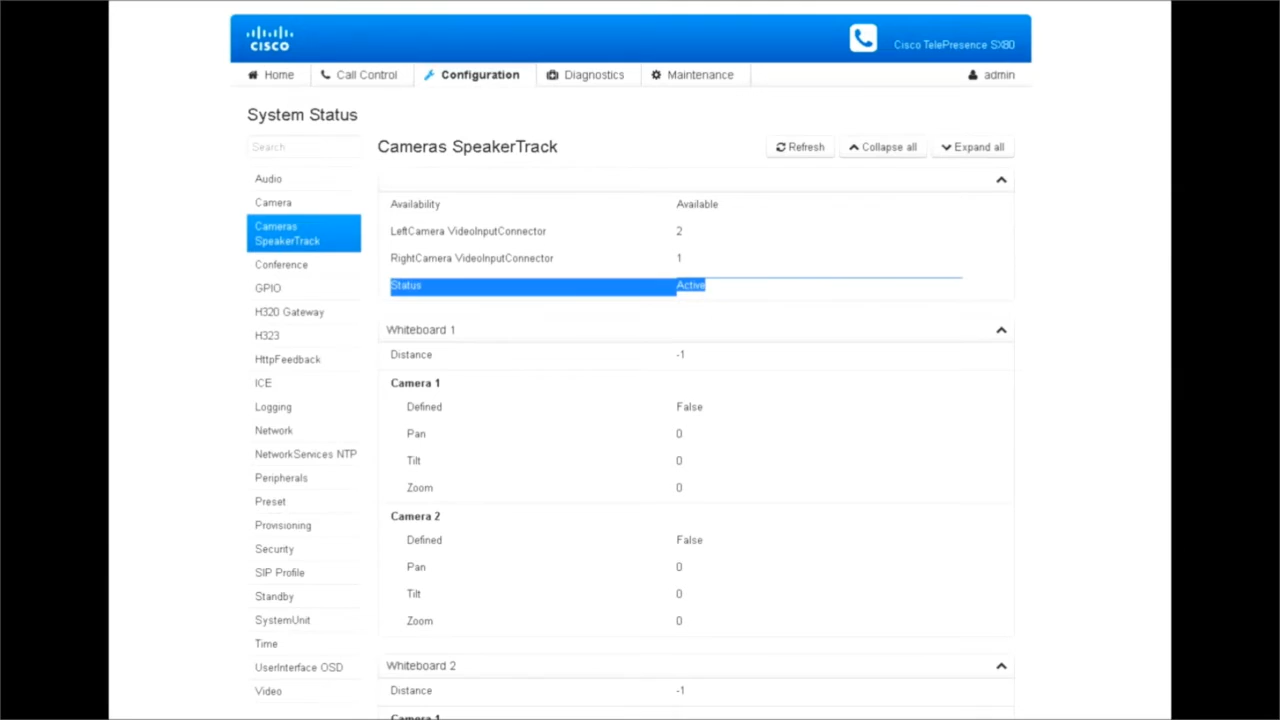 CISCO
Cisco TelePresence SX80
Home Call Control Configuration Diagnostics Maintenance admin
System Status
Search
Cameras SpeakerTrack
Refresh Collapse all Expand all
Audio
Camera
Cameras
SpeakerTrack
Conference
GPIO
H320 Gateway
H323
HttpFeedback
ICE
Logging
Network
NetworkServices NTP
Peripherals
Preset
Provisioning
Security
SIP Profile
Standby
SystemUnit
Time
UserInterface OSD
Video
Availability Available
LeftCamera VideoInputConnector 2
RightCamera VideoInputConnector 1
Status Active
Whiteboard 1
Distance -1
Camera 1
Defined False
Pan 0
Tilt 0
Zoom 0
Camera 2
Defined False
Pan 0
Tilt 0
Zoom 0
Whiteboard 2
Distance -1
Camera 1